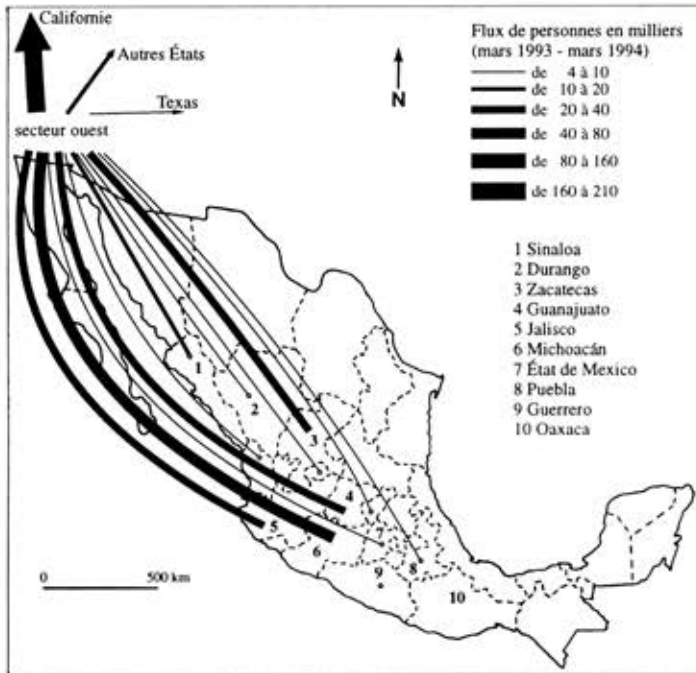 Californie
Autres États
Texas
secteur ouest
N
Flux de personnes en milliers
(mars 1993 - mars 1994)
de 4 à 10
de 10 à 20
de 20 à 40
de 40 à 80
de 80 à 160
de 160 à 210
1 Sinaloa
2 Durango
3 Zacatecas
4 Guanajuato
5 Jalisco
6 Michoacán
7 État de Mexico
8 Puebla
9 Guerrero
10 Oaxaca
1
2
3
4
5
6
7
8
9
10
0 500 km